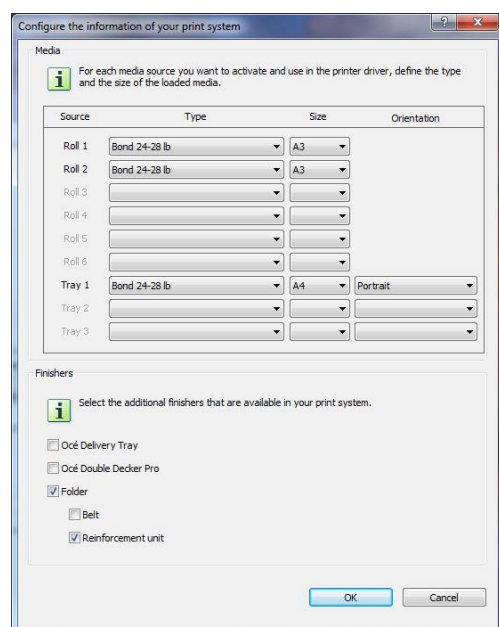 Configure the information of your print system
Media
For each media source you want to activate and use in the printer driver, define the type
and the size of the loaded media.
Source Type Size Orientation
Roll 1 Bond 24-28 lb A3
Roll 2 Bond 24-28 lb A3
Roll 3
Roll 4
Roll 5
Roll 6
Tray 1 Bond 24-28 lb A4 Portrait
Tray 2
Tray 3
Finishers
Select the additional finishers that are available in your print system.
Océ Delivery Tray
Océ Double Decker Pro
Folder
Belt
Reinforcement unit
OK Cancel